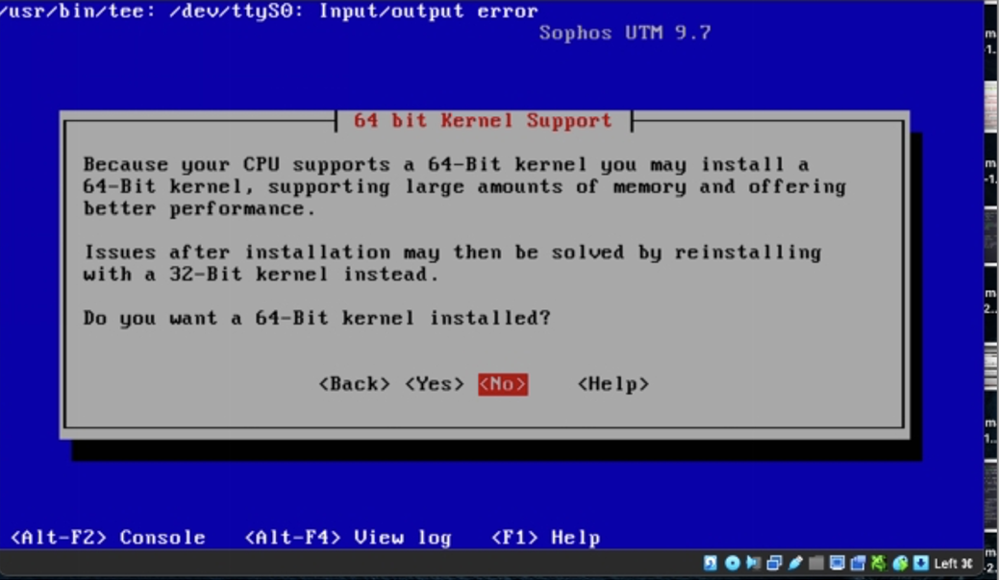 /usr/bin/tee: /dev/ttyS0: Input/output error
Sophos UTM 9.7
64 bit Kernel Support
Because your CPU supports a 64-Bit kernel you may install a
64-Bit kernel, supporting large amounts of memory and offering
better performance.
Issues after installation may then be solved by reinstalling
with a 32-Bit kernel instead.
Do you want a 64-Bit kernel installed?
<Back> <Yes> <No> <Help>
<Alt-F2> Console <Alt-F4> View log <F1> Help
Left ⌘